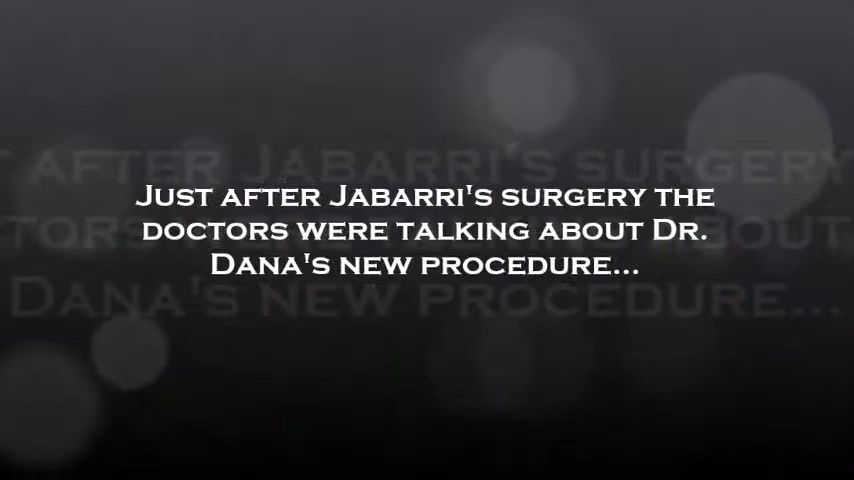 Just after Jabarri's surgery the
doctors were talking about Dr.
Dana's new procedure...